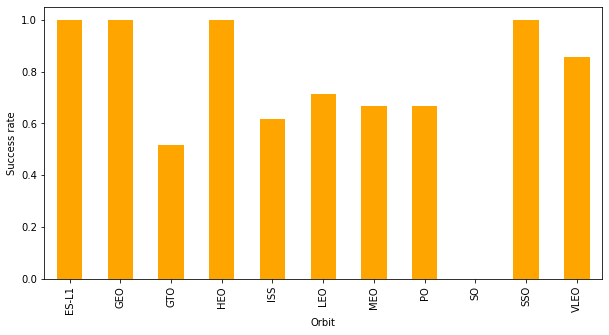 1.0
0.8
0.6
0.4
0.2
0.0
Success rate
ES-L1
GEO
GTO
HEO
ISS
LEO
MEO
PO
SO
SSO
VLEO
Orbit